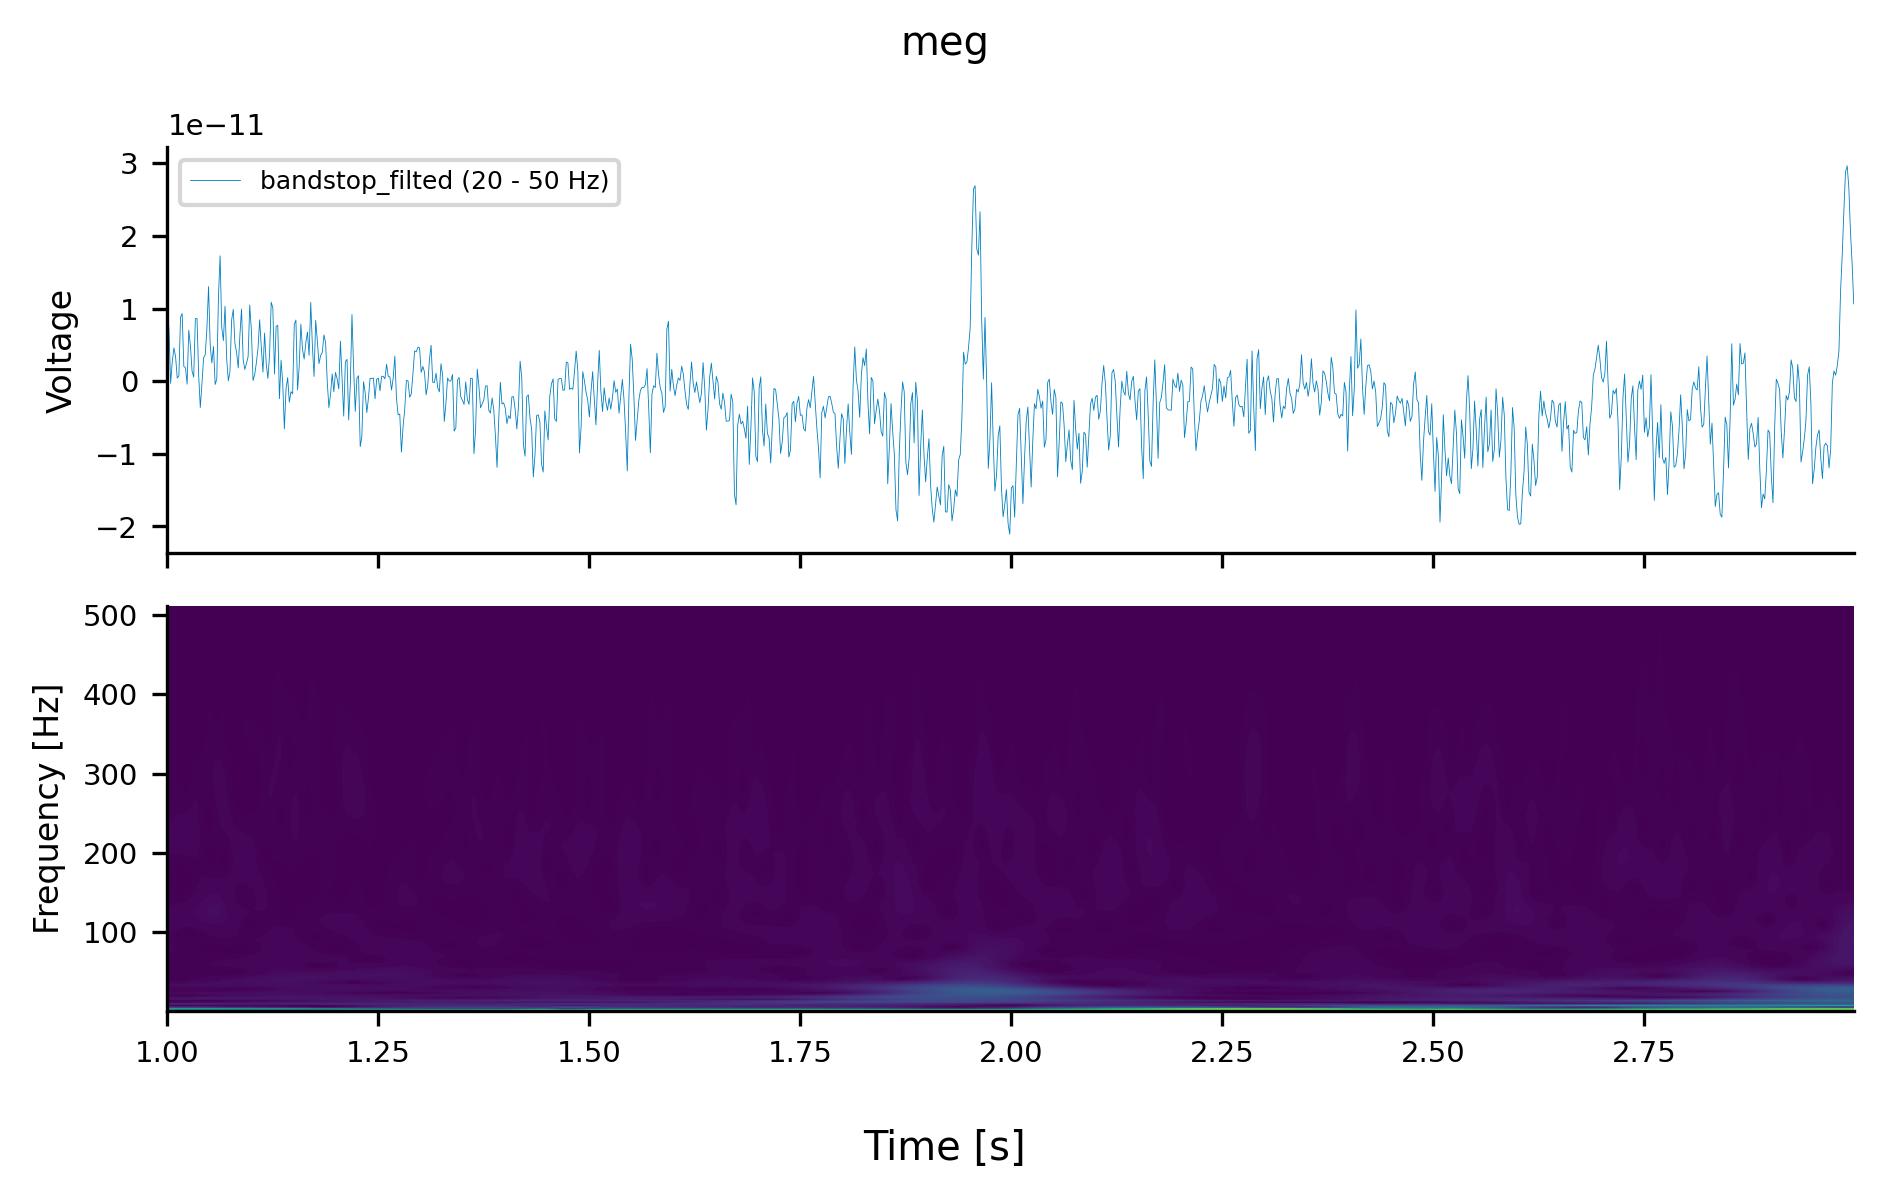 meg
1e−11
3
bandstop_filted (20 - 50 Hz)
2
1
0
−1
−2
Voltage
500
400
300
200
100
Frequency [Hz]
1.00 1.25 1.50 1.75 2.00 2.25 2.50 2.75
Time [s]